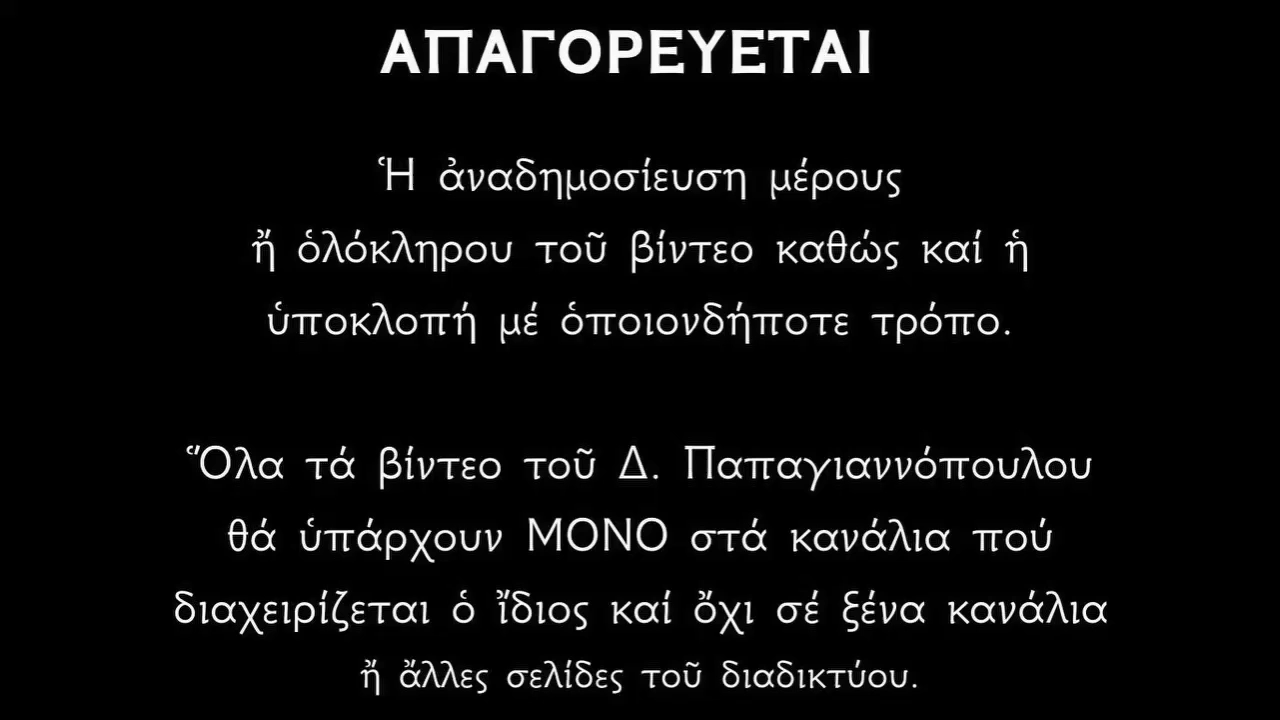 ΑΠΑΓΟΡΕΥΕΤΑΙ
Ἡ ἀναδημοσίευση μέρους
ἤ ὁλόκληρου τοῦ βίντεο καθώς καί ἡ
ὑποκλοπή μέ ὁποιονδήποτε τρόπο.
Ὅλα τά βίντεο τοῦ Δ. Παπαγιαννόπουλου
θά ὑπάρχουν ΜΟΝΟ στά κανάλια πού
διαχειρίζεται ὁ ἴδιος καί ὄχι σέ ξένα κανάλια
ἤ ἄλλες σελίδες τοῦ διαδικτύου.